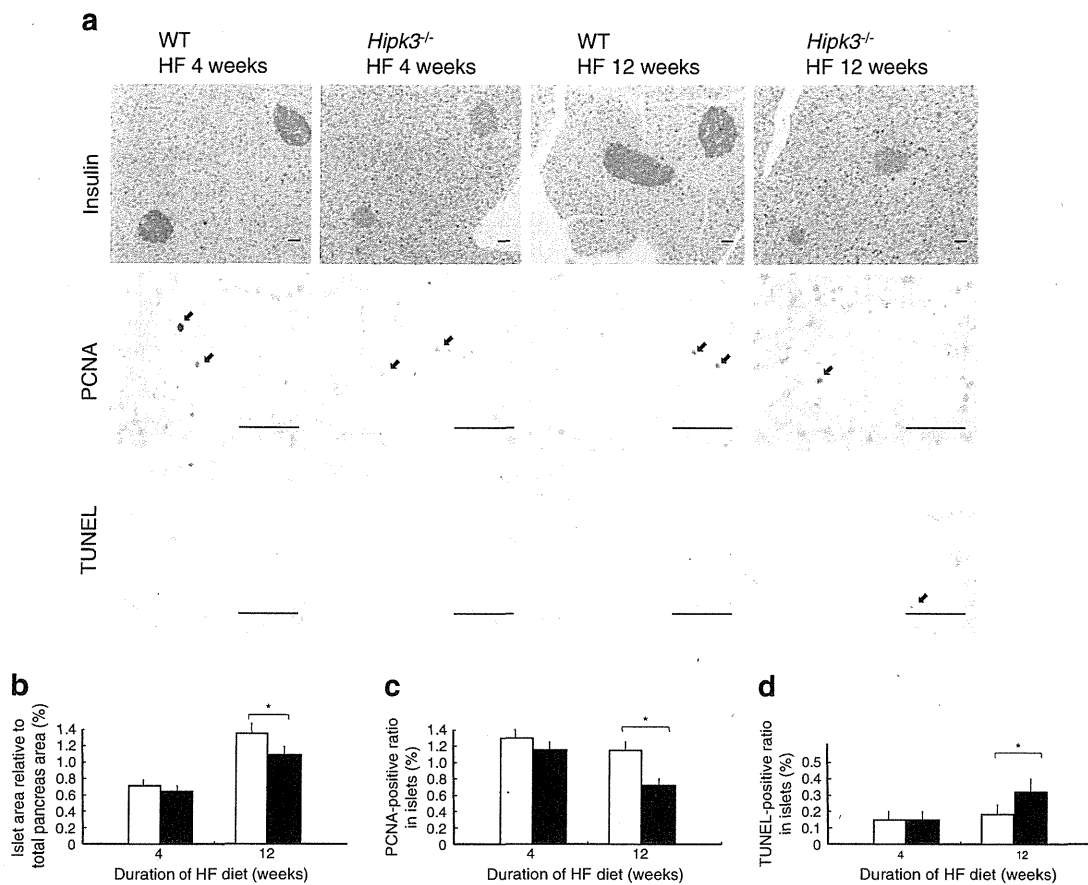 a
WT
HF 4 weeks
Hipk3-/-
HF 4 weeks
WT
HF 12 weeks
Hipk3-/-
HF 12 weeks
Insulin
PCNA
TUNEL
b
Islet area relative to
total pancreas area (%)
1.4
1.2
1.0
0.8
0.6
0.4
0.2
0
*
4
12
Duration of HF diet (weeks)
c
PCNA-positive ratio
in islets (%)
1.4
1.2
1.0
0.8
0.6
0.4
0.2
0
*
4
12
Duration of HF diet (weeks)
d
TUNEL-positive ratio
in islets (%)
0.5
0.4
0.3
0.2
0.1
0
*
4
12
Duration of HF diet (weeks)